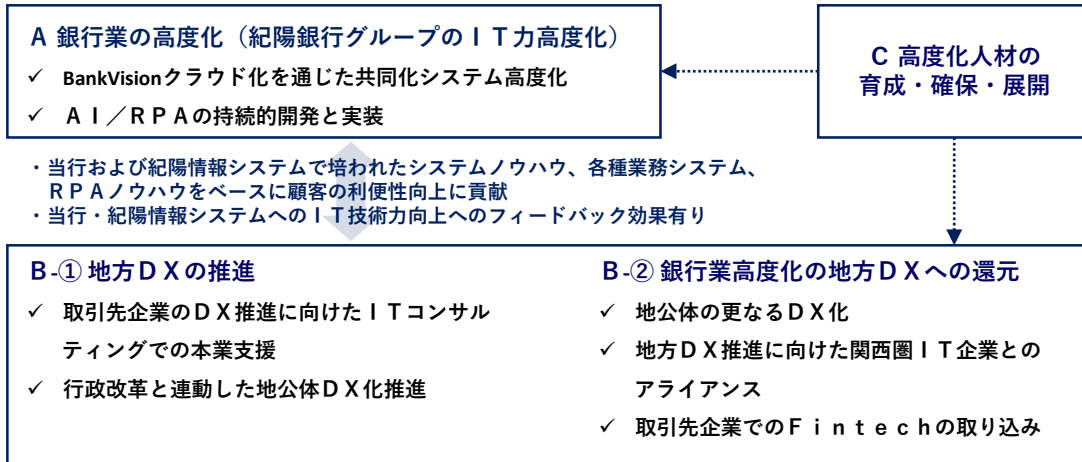 A 銀行業の高度化（紀陽銀行グループのＩＴ力高度化）
✓ BankVisionクラウド化を通じた共同化システム高度化
✓ ＡＩ／ＲＰＡの持続的開発と実装
C 高度化人材の
育成・確保・展開
・当行および紀陽情報システムで培われたシステムノウハウ、各種業務システム、
ＲＰＡノウハウをベースに顧客の利便性向上に貢献
・当行・紀陽情報システムへのＩＴ技術力向上へのフィードバック効果有り
B-① 地方ＤＸの推進
✓ 取引先企業のＤＸ推進に向けたＩＴコンサル
ティングでの本業支援
✓ 行政改革と連動した地公体ＤＸ化推進
B-② 銀行業高度化の地方ＤＸへの還元
✓ 地公体の更なるＤＸ化
✓ 地方ＤＸ推進に向けた関西圏ＩＴ企業との
アライアンス
✓ 取引先企業でのＦｉｎｔｅｃｈの取り込み